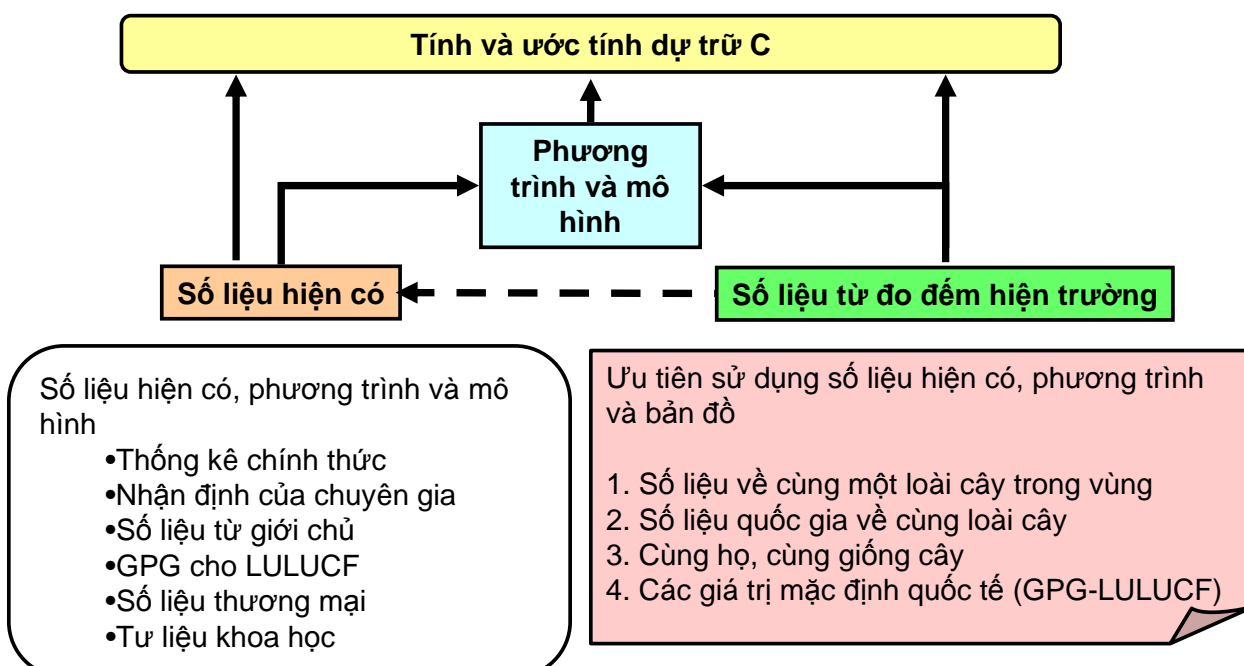 Tính và ước tính dự trữ C
Phương
trình và mô
hình
Số liệu hiện có
Số liệu từ đo đếm hiện trường
Số liệu hiện có, phương trình và mô
hình
•Thống kê chính thức
•Nhận định của chuyên gia
•Số liệu từ giới chủ
•GPG cho LULUCF
•Số liệu thương mại
•Tư liệu khoa học
Ưu tiên sử dụng số liệu hiện có, phương trình
và bản đồ
1. Số liệu về cùng một loài cây trong vùng
2. Số liệu quốc gia về cùng loài cây
3. Cùng họ, cùng giống cây
4. Các giá trị mặc định quốc tế (GPG-LULUCF)